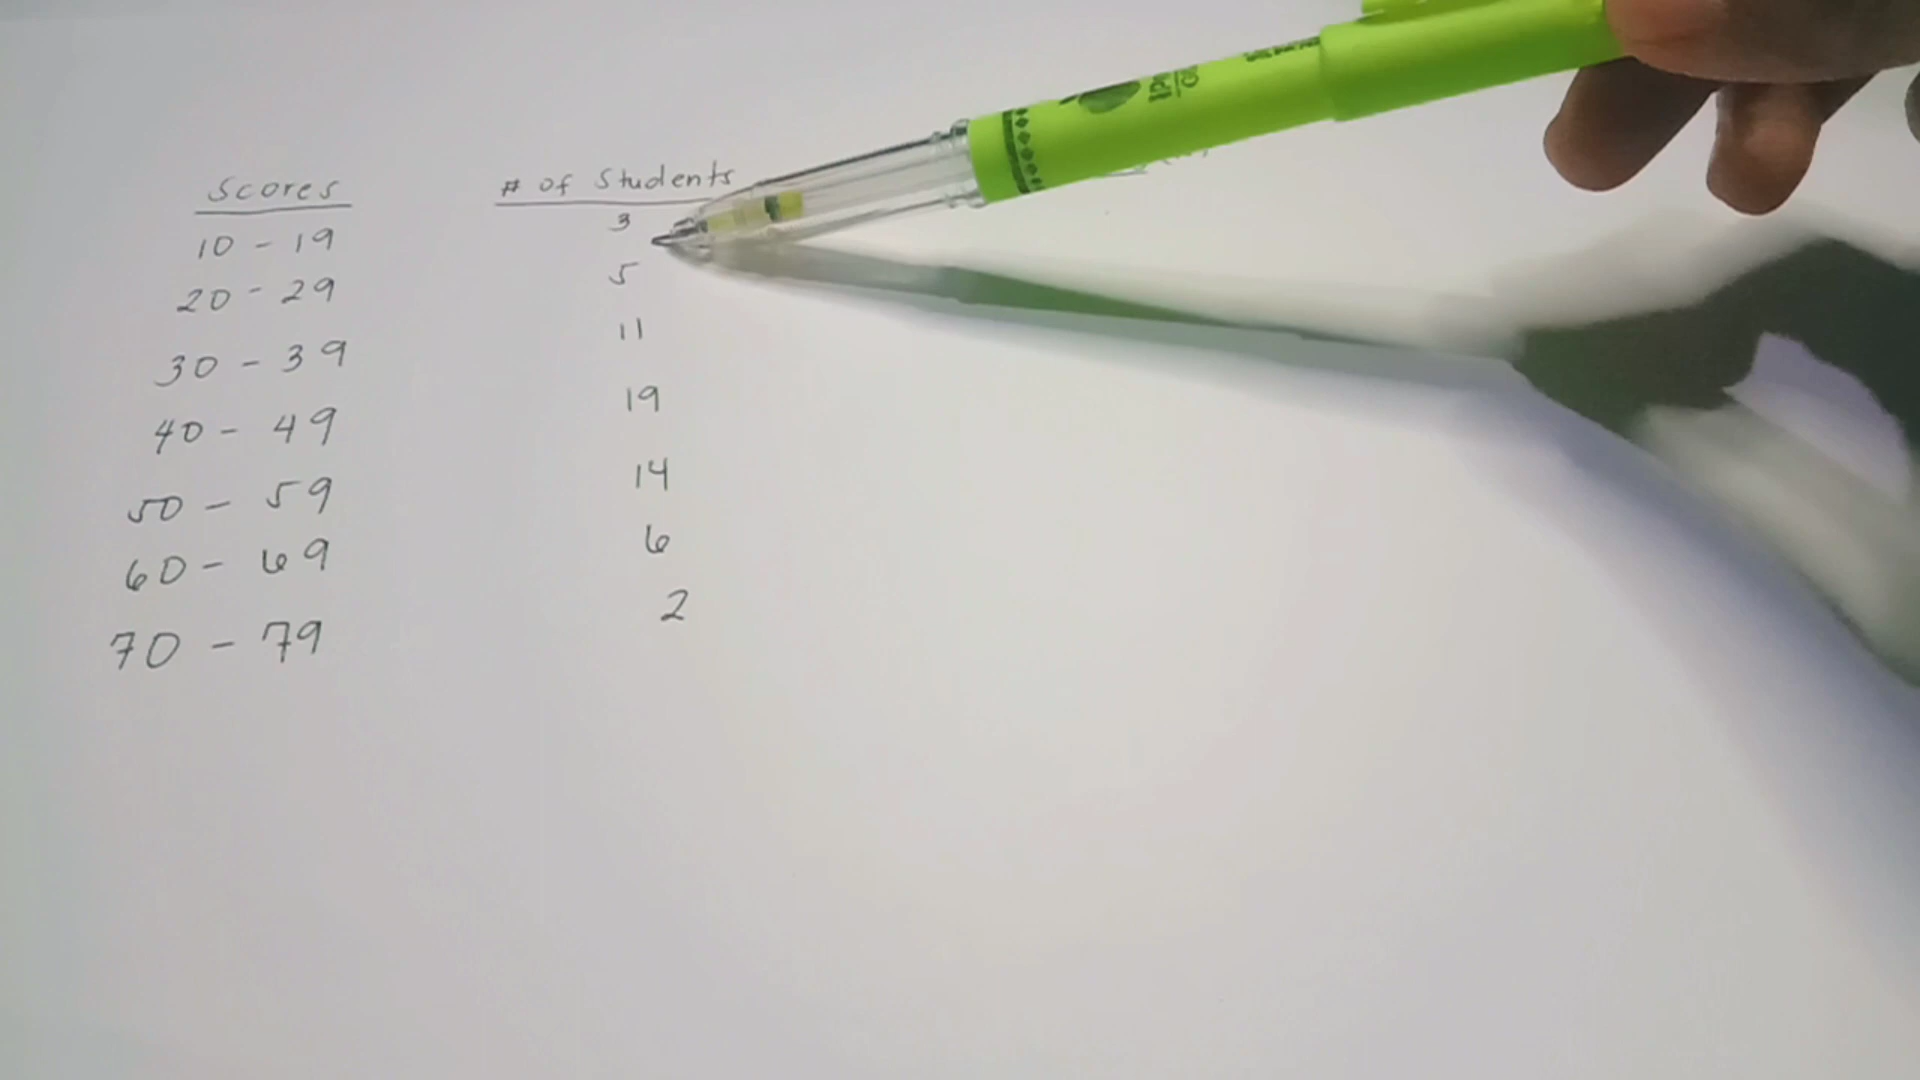 Scores # of Students
10 - 19 3
20 - 29 5
30 - 39 11
40 - 49 19
50 - 59 14
60 - 69 6
70 - 79 2